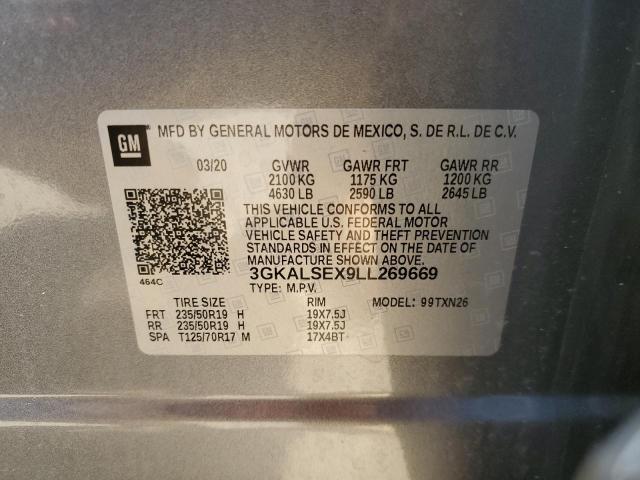 GM MFD BY GENERAL MOTORS DE MEXICO, S. DE R.L. DE C.V.
03/20 GVWR GAWR FRT GAWR RR
2100 KG 1175 KG 1200 KG
4630 LB 2590 LB 2645 LB
THIS VEHICLE CONFORMS TO ALL
APPLICABLE U.S. FEDERAL MOTOR
VEHICLE SAFETY AND THEFT PREVENTION
STANDARDS IN EFFECT ON THE DATE OF
MANUFACTURE SHOWN ABOVE.
464C 3GKALSEX9LL269669
TYPE: M.P.V.
TIRE SIZE RIM MODEL: 99TXN26
FRT 235/50R19 H 19X7.5J
RR 235/50R19 H 19X7.5J
SPA T125/70R17 M 17X4BT